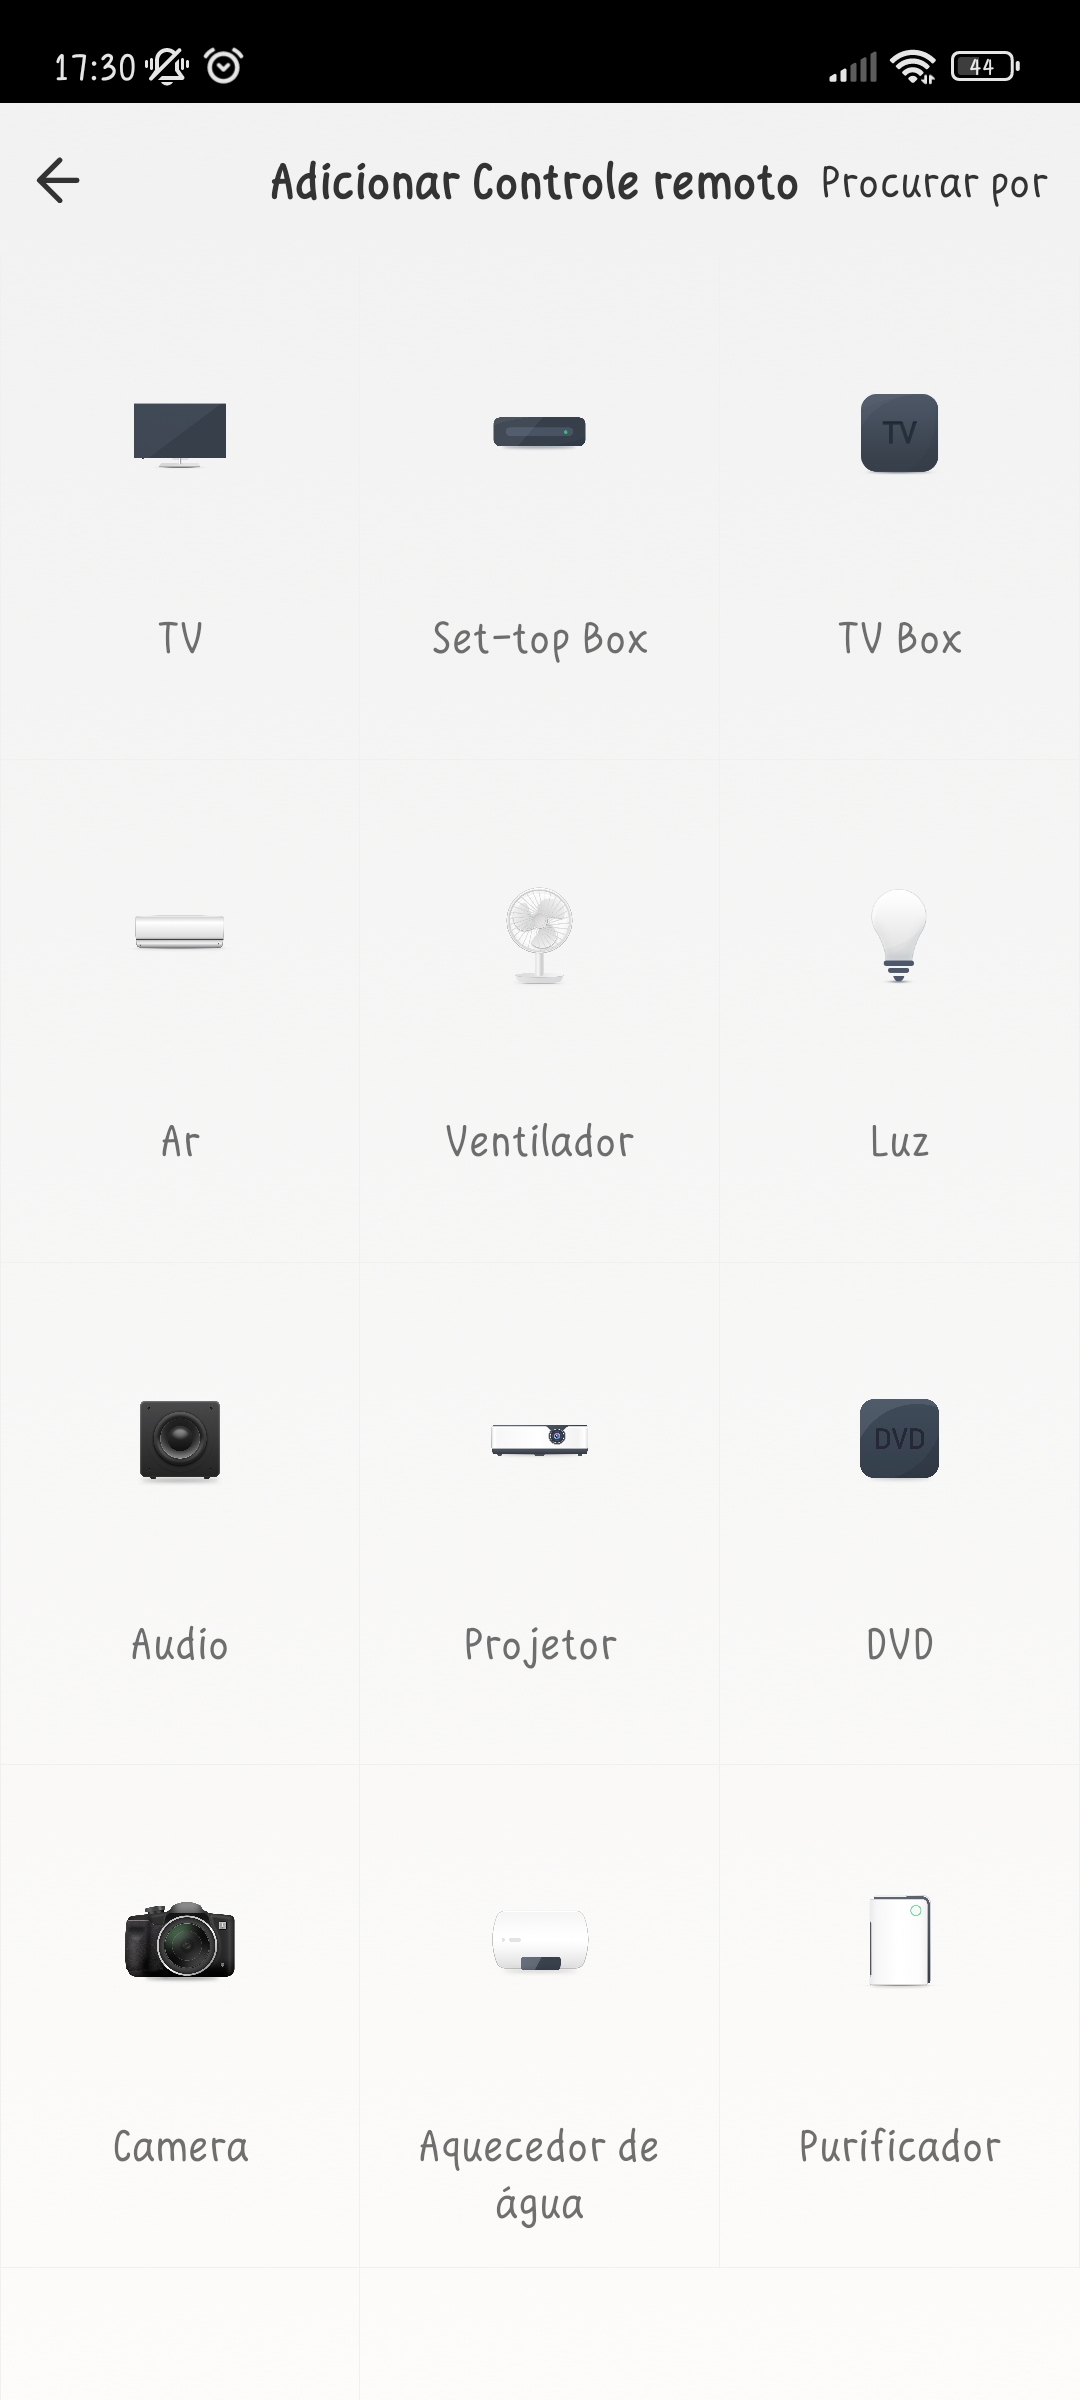 17:30
44
Adicionar Controle remoto Procurar por
TV
TV Set-top Box TV Box
Ar Ventilador Luz
DVD
Audio Projetor DVD
Camera Aquecedor de Purificador
água